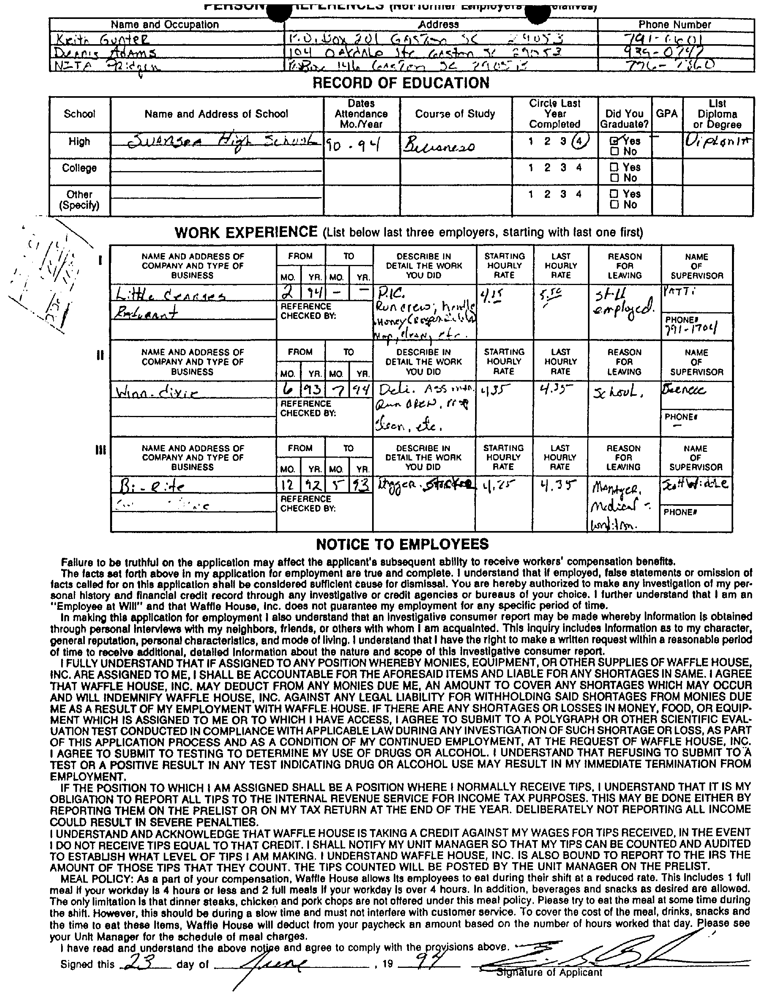 PERSONAL REFERENCES (Not former Employers or Relatives)
Name and Occupation Address Phone Number
Keith Gunter P.O. Box 201 Gaston SC 29053
Dennis Adams 104 Oakdale Gaston SC 29053 939-0747
NITA Pridgen P.O. Box 146 Gaston SC 29053
RECORD OF EDUCATION
School Name and Address of School Dates Attendance Mo./Year Course of Study Circle Last Year Completed Did You Graduate? GPA List Diploma or Degree
High Swansea High School 90-94 Business 1 2 3 4 Yes No — Diploma
College 1 2 3 4 Yes No
Other (Specify) 1 2 3 4 Yes No
WORK EXPERIENCE (List below last three employers, starting with last one first)
I NAME AND ADDRESS OF COMPANY AND TYPE OF BUSINESS FROM TO MO. YR. MO. YR. DESCRIBE IN DETAIL THE WORK YOU DID STARTING HOURLY RATE LAST HOURLY RATE REASON FOR LEAVING NAME OF SUPERVISOR
Little Ceasars 2 94 - - P.I.C. 4.25 5.50 still employed. PATTi
Run crew, handle
Money
Mop, clean, etc.
REFERENCE CHECKED BY: PHONE# 791-1704
II NAME AND ADDRESS OF COMPANY AND TYPE OF BUSINESS FROM TO MO. YR. MO. YR. DESCRIBE IN DETAIL THE WORK YOU DID STARTING HOURLY RATE LAST HOURLY RATE REASON FOR LEAVING NAME OF SUPERVISOR
Winn-dixie 6 93 7 94 Deli. Ass man. 4.35 4.35 School.
Run crew, mop
clean, etc.
REFERENCE CHECKED BY: PHONE# —
III NAME AND ADDRESS OF COMPANY AND TYPE OF BUSINESS FROM TO MO. YR. MO. YR. DESCRIBE IN DETAIL THE WORK YOU DID STARTING HOURLY RATE LAST HOURLY RATE REASON FOR LEAVING NAME OF SUPERVISOR
Bi-Rite 12 92 5 93 Bagger. Stocker 4.25 4.35 Manager. Scott
Medical -
condition.
REFERENCE CHECKED BY: PHONE#
NOTICE TO EMPLOYEES
Failure to be truthful on the application may affect the applicant's subsequent ability to receive workers' compensation benefits.
The facts set forth above in my application for employment are true and complete. I understand that if employed, false statements or omission of
facts called for on this application shall be considered sufficient cause for dismissal. You are hereby authorized to make any investigation of my per-
sonal history and financial credit record through any investigative or credit agencies or bureaus of your choice. I further understand that I am an
"Employee at Will" and that Waffle House, Inc. does not guarantee my employment for any specific period of time.
In making this application for employment I also understand that an investigative consumer report may be made whereby information is obtained
through personal interviews with my neighbors, friends, or others with whom I am acquainted. This inquiry includes information as to my character,
general reputation, personal characteristics, and mode of living. I understand that I have the right to make a written request within a reasonable period
of time to receive additional, detailed information about the nature and scope of this investigative consumer report.
I FULLY UNDERSTAND THAT IF ASSIGNED TO ANY POSITION WHEREBY MONIES, EQUIPMENT, OR OTHER SUPPLIES OF WAFFLE HOUSE,
INC. ARE ASSIGNED TO ME, I SHALL BE ACCOUNTABLE FOR THE AFORESAID ITEMS AND LIABLE FOR ANY SHORTAGES IN SAME. I AGREE
THAT WAFFLE HOUSE, INC. MAY DEDUCT FROM ANY MONIES DUE ME, AN AMOUNT TO COVER ANY SHORTAGES WHICH MAY OCCUR
AND WILL INDEMNIFY WAFFLE HOUSE, INC. AGAINST ANY LEGAL LIABILITY FOR WITHHOLDING SAID SHORTAGES FROM MONIES DUE
ME AS A RESULT OF MY EMPLOYMENT WITH WAFFLE HOUSE. IF THERE ARE ANY SHORTAGES OR LOSSES IN MONEY, FOOD, OR EQUIP-
MENT WHICH IS ASSIGNED TO ME OR TO WHICH I HAVE ACCESS, I AGREE TO SUBMIT TO A POLYGRAPH OR OTHER SCIENTIFIC EVAL-
UATION TEST CONDUCTED IN COMPLIANCE WITH APPLICABLE LAW DURING ANY INVESTIGATION OF SUCH SHORTAGE OR LOSS, AS PART
OF THIS APPLICATION PROCESS AND AS A CONDITION OF MY CONTINUED EMPLOYMENT, AT THE REQUEST OF WAFFLE HOUSE, INC.
I AGREE TO SUBMIT TO TESTING TO DETERMINE MY USE OF DRUGS OR ALCOHOL. I UNDERSTAND THAT REFUSING TO SUBMIT TO A
TEST OR A POSITIVE RESULT IN ANY TEST INDICATING DRUG OR ALCOHOL USE MAY RESULT IN MY IMMEDIATE TERMINATION FROM
EMPLOYMENT.
IF THE POSITION TO WHICH I AM ASSIGNED SHALL BE A POSITION WHERE I NORMALLY RECEIVE TIPS, I UNDERSTAND THAT IT IS MY
OBLIGATION TO REPORT ALL TIPS TO THE INTERNAL REVENUE SERVICE FOR INCOME TAX PURPOSES. THIS MAY BE DONE EITHER BY
REPORTING THEM ON THE PRELIST OR ON MY TAX RETURN AT THE END OF THE YEAR. DELIBERATELY NOT REPORTING ALL INCOME
COULD RESULT IN SEVERE PENALTIES.
I UNDERSTAND AND ACKNOWLEDGE THAT WAFFLE HOUSE IS TAKING A CREDIT AGAINST MY WAGES FOR TIPS RECEIVED, IN THE EVENT
I DO NOT RECEIVE TIPS EQUAL TO THAT CREDIT. I SHALL NOTIFY MY UNIT MANAGER SO THAT MY TIPS CAN BE COUNTED AND AUDITED
TO ESTABLISH WHAT LEVEL OF TIPS I AM MAKING. I UNDERSTAND WAFFLE HOUSE, INC. IS ALSO BOUND TO REPORT TO THE IRS THE
AMOUNT OF THOSE TIPS THAT THEY COUNT. THE TIPS COUNTED WILL BE POSTED BY THE UNIT MANAGER ON THE PRELIST.
MEAL POLICY: As a part of your compensation, Waffle House allows its employees to eat during their shift at a reduced rate. This includes 1 full
meal if your workday is 4 hours or less and 2 full meals if your workday is over 4 hours. In addition, beverages and snacks as desired are allowed.
The only limitation is that dinner steaks, chicken and pork chops are not offered under this meal policy. Please try to eat the meal at some time during
the shift. However, this should be during a slow time and must not interfere with customer service. To cover the cost of the meal, drinks, snacks and
the time to eat these items, Waffle House will deduct from your paycheck an amount based on the number of hours worked that day. Please see
your Unit Manager for the schedule of meal charges.
I have read and understand the above notice and agree to comply with the provisions above.
Signed this 23 day of June, 19 94
Signature of Applicant